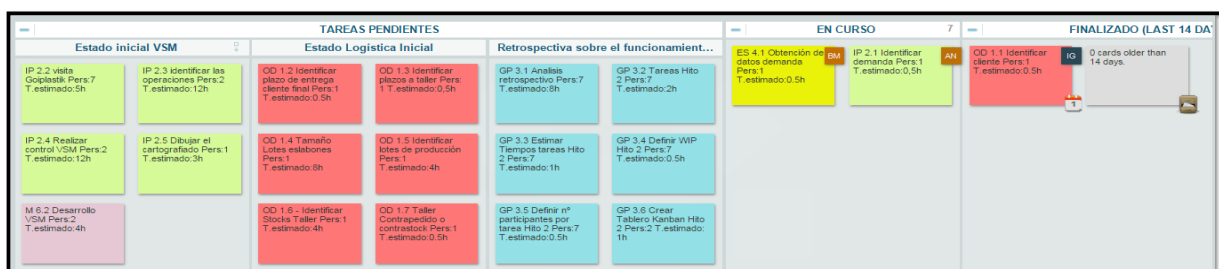 TAREAS PENDIENTES
EN CURSO 7
FINALIZADO (LAST 14 DA
Estado inicial VSM
Estado Logística Inicial
Retrospectiva sobre el funcionamient...
IP 2.2 visita
Goiplastik Pers:7
T.estimado:5h
IP 2.3 identificar las
operaciones Pers:2
T.estimado:12h
OD 1.2 Identificar
plazo de entrega
cliente final Pers:1
T.estimado:0.5h
OD 1.3 Identificar
plazos a taller Pers:
1 T.estimado:0,5h
GP 3.1 Analisis
retrospectivo Pers:7
T.estimado:8h
GP 3.2 Tareas Hito
2 Pers:7
T.estimado:2h
ES 4.1 Obtención de
datos demanda
Pers:1
T.estimado:0.5h
BM
IP 2.1 Identificar
demanda Pers:1
T.estimado:0,5h
AN
OD 1.1 Identificar
cliente Pers:1
T.estimado:0.5h
IG
1
0 cards older than
14 days.
IP 2.4 Realizar
control VSM Pers:2
T.estimado:12h
IP 2.5 Dibujar el
cartografiado Pers:1
T.estimado:3h
OD 1.4 Tamaño
Lotes eslabones
Pers:1
T.estimado:8h
OD 1.5 Identificar
lotes de producción
Pers:1
T.estimado:4h
GP 3.3 Estimar
Tiempos tareas Hito
2 Pers:7
T.estimado:1h
GP 3.4 Definir WIP
Hito 2 Pers:7
T.estimado:0.5h
M 6.2 Desarrollo
VSM Pers:2
T.estimado:4h
OD 1.6 - Identificar
Stocks Taller Pers:1
T.estimado:4h
OD 1.7 Taller
Contrapedido o
contrastock Pers:1
T.estimado:0.5h
GP 3.5 Definir nº
participantes por
tarea Hito 2 Pers:7
T.estimado:0.5h
GP 3.6 Crear
Tablero Kanban Hito
2 Pers:2 T.estimado:
1h